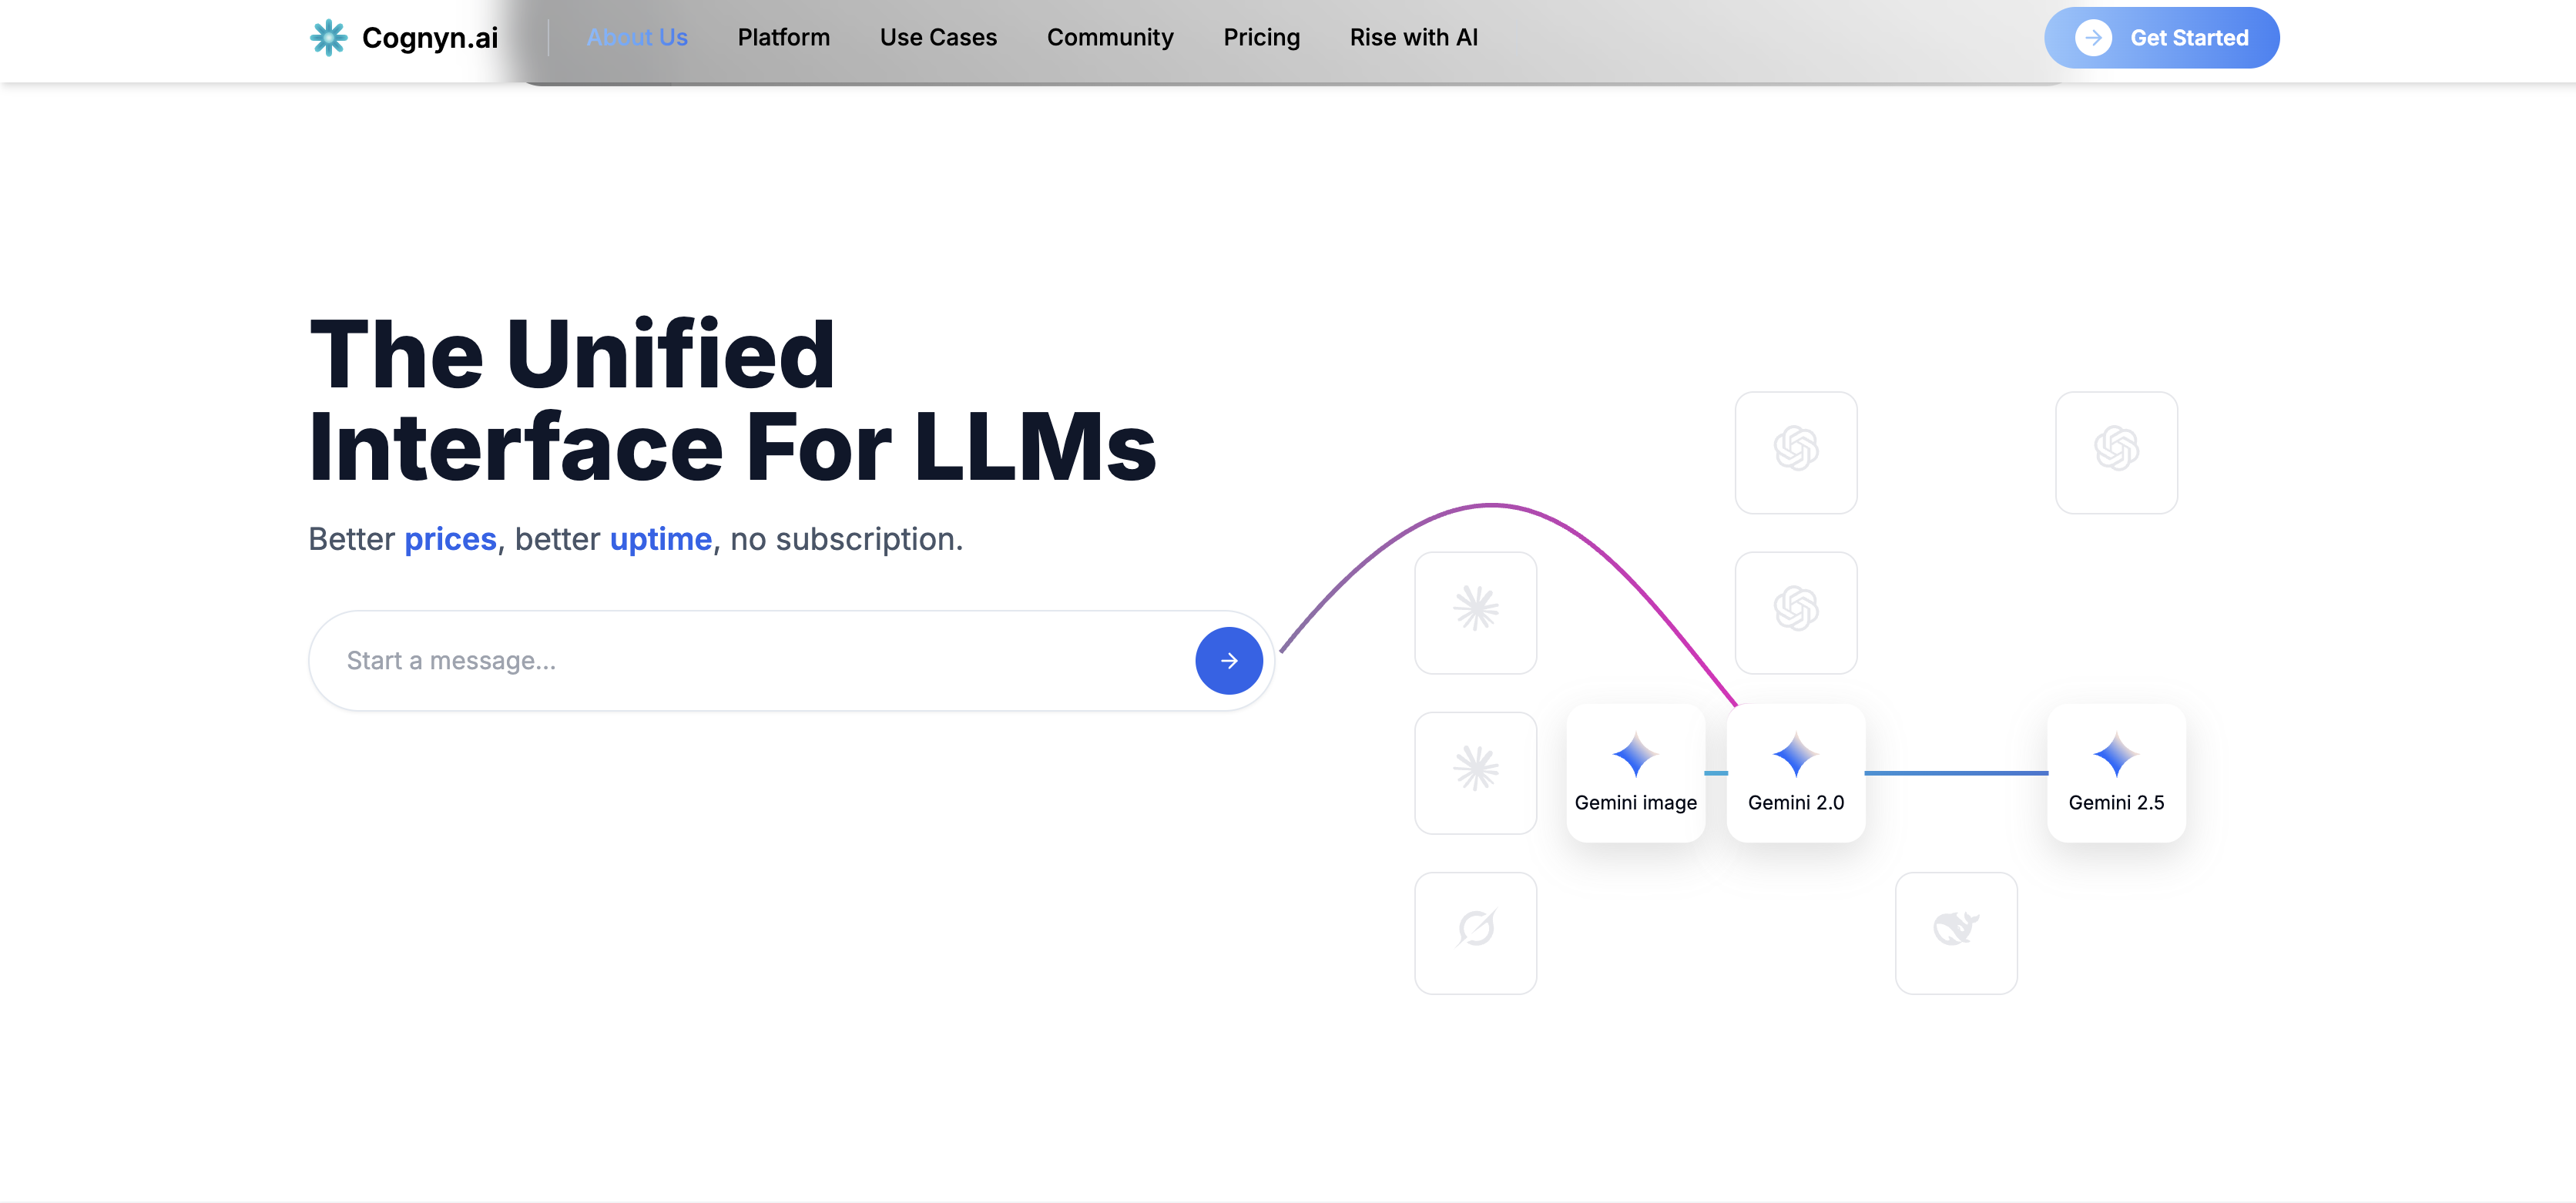 Cognyn.ai
About Us
Platform
Use Cases
Community
Pricing
Rise with AI
Get Started
The Unified
Interface For LLMs
Better prices, better uptime, no subscription.
Start a message...
Gemini image
Gemini 2.0
Gemini 2.5